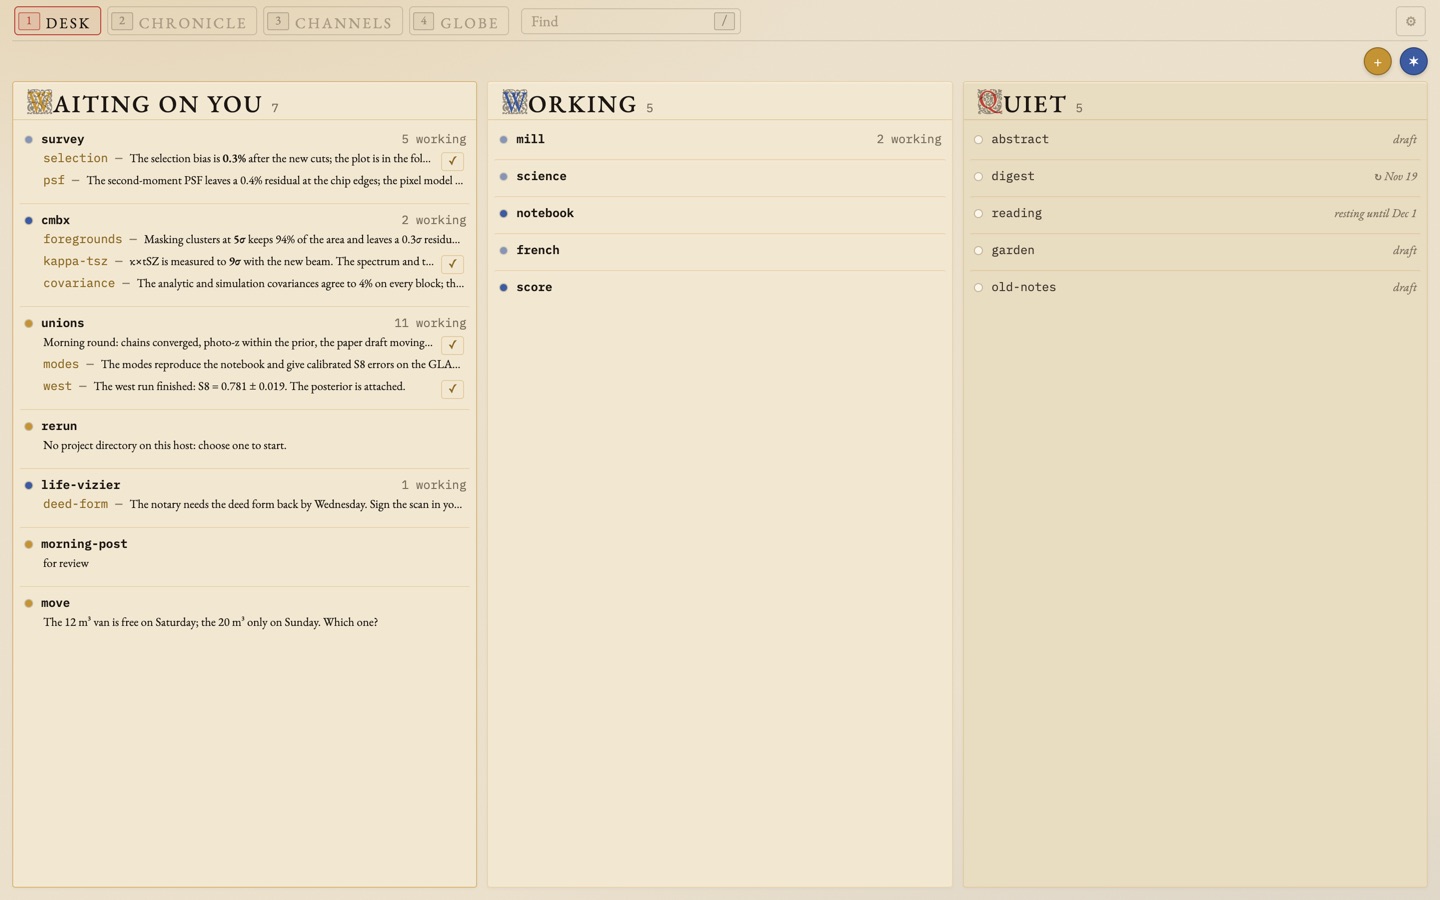 1 DESK 2 CHRONICLE 3 CHANNELS 4 GLOBE Find /
WAITING ON YOU 7
survey 5 working
selection — The selection bias is 0.3% after the new cuts; the plot is in the fol... ✓
psf — The second-moment PSF leaves a 0.4% residual at the chip edges; the pixel model ...
cmbx 2 working
foregrounds — Masking clusters at 5σ keeps 94% of the area and leaves a 0.3σ residu...
kappa-tsz — κ×tSZ is measured to 9σ with the new beam. The spectrum and t... ✓
covariance — The analytic and simulation covariances agree to 4% on every block; th...
unions 11 working
Morning round: chains converged, photo-z within the prior, the paper draft moving... ✓
modes — The modes reproduce the notebook and give calibrated S8 errors on the GLA...
west — The west run finished: S8 = 0.781 ± 0.019. The posterior is attached. ✓
rerun
No project directory on this host: choose one to start.
life-vizier 1 working
deed-form — The notary needs the deed form back by Wednesday. Sign the scan in yo...
morning-post
for review
move
The 12 m³ van is free on Saturday; the 20 m³ only on Sunday. Which one?
WORKING 5
mill 2 working
science
notebook
french
score
QUIET 5
abstract draft
digest ↻ Nov 19
reading resting until Dec 1
garden draft
old-notes draft